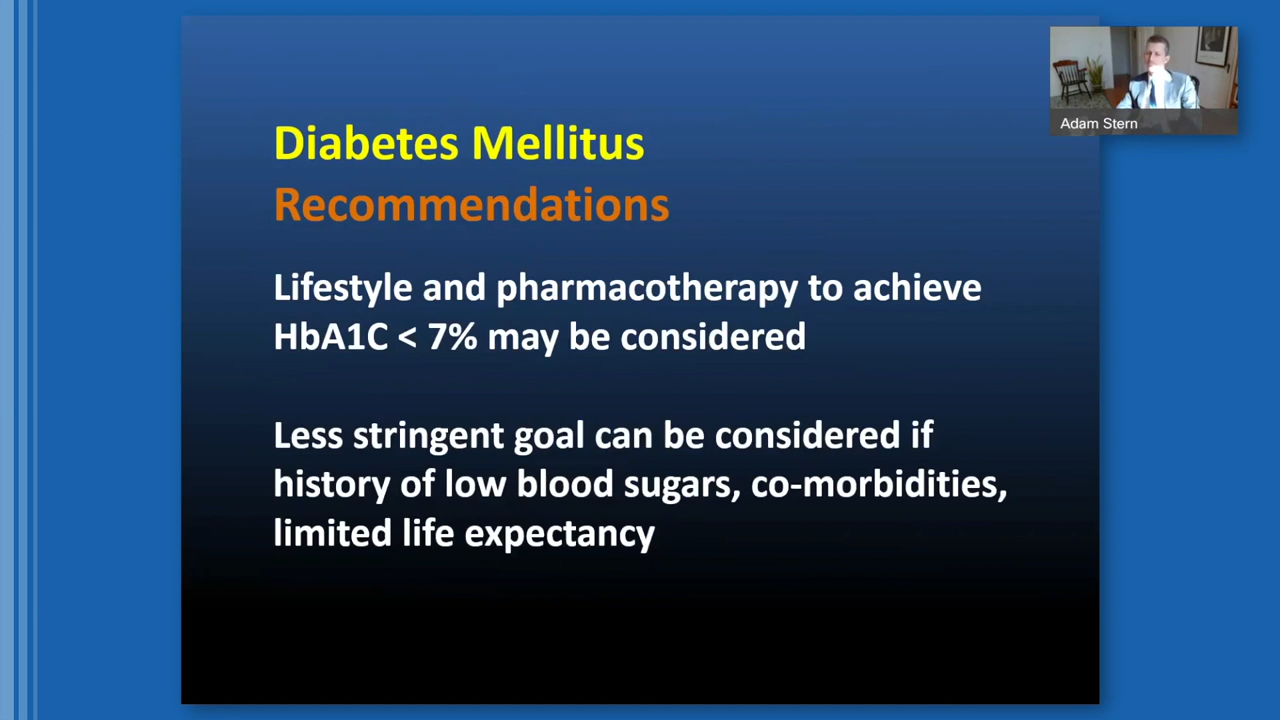 Diabetes Mellitus
Recommendations
Lifestyle and pharmacotherapy to achieve
HbA1C < 7% may be considered
Less stringent goal can be considered if
history of low blood sugars, co-morbidities,
limited life expectancy
Adam Stern